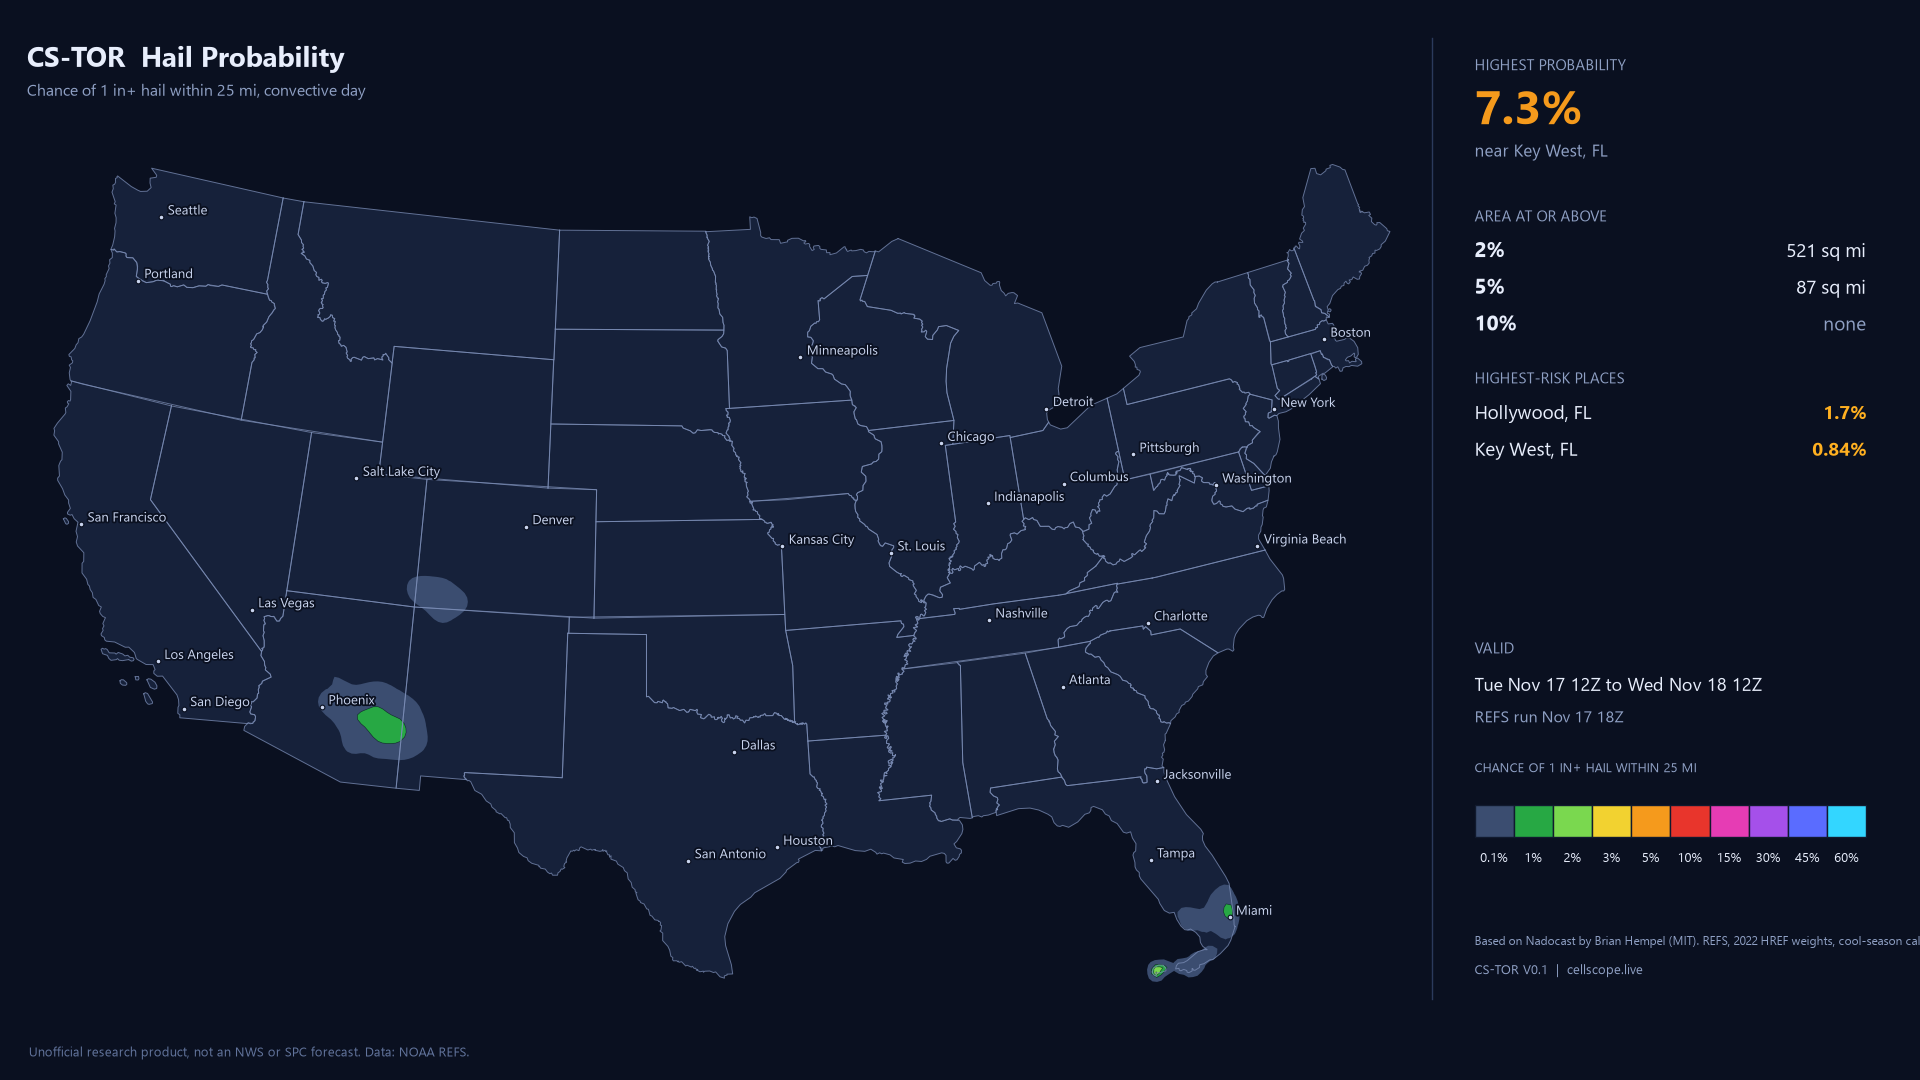 CS-TOR  Hail Probability
Chance of 1 in+ hail within 25 mi, convective day
Seattle
Portland
Minneapolis
Boston
Detroit
New York
Chicago
Pittsburgh
Salt Lake City
Columbus
Washington
Indianapolis
San Francisco
Denver
Kansas City
St. Louis
Virginia Beach
Las Vegas
Nashville
Charlotte
Los Angeles
Atlanta
San Diego
Phoenix
Dallas
Jacksonville
Houston
San Antonio
Tampa
Miami
HIGHEST PROBABILITY
7.3%
near Key West, FL
AREA AT OR ABOVE
2% 521 sq mi
5% 87 sq mi
10% none
HIGHEST-RISK PLACES
Hollywood, FL 1.7%
Key West, FL 0.84%
VALID
Tue Nov 17 12Z to Wed Nov 18 12Z
REFS run Nov 17 18Z
CHANCE OF 1 IN+ HAIL WITHIN 25 MI
0.1% 1% 2% 3% 5% 10% 15% 30% 45% 60%
Based on Nadocast by Brian Hempel (MIT). REFS, 2022 HREF weights, cool-season cal
CS-TOR V0.1 | cellscope.live
Unofficial research product, not an NWS or SPC forecast. Data: NOAA REFS.